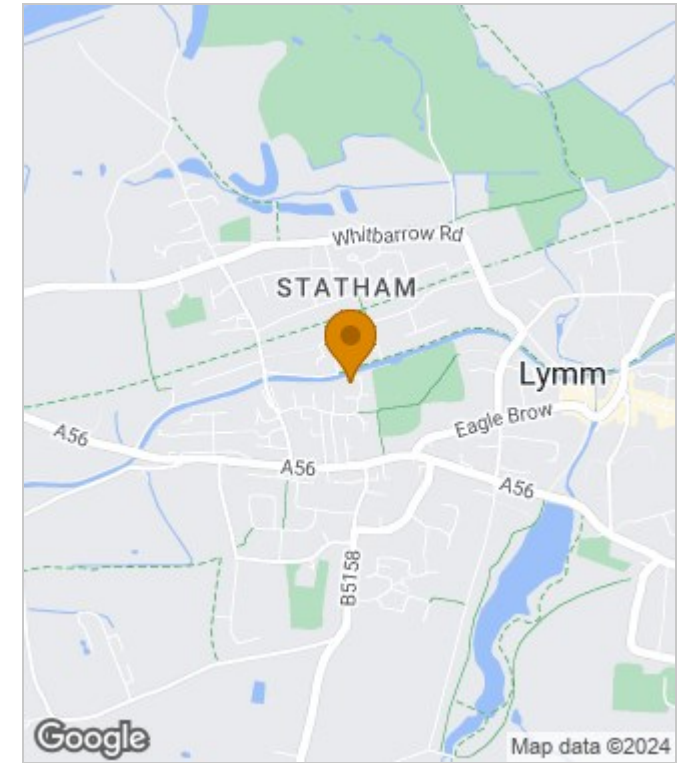 Whitbarrow Rd
STATHAM
Lymm
Eagle Brow
A56
A56
A56
B5158
Google
Map data ©2024